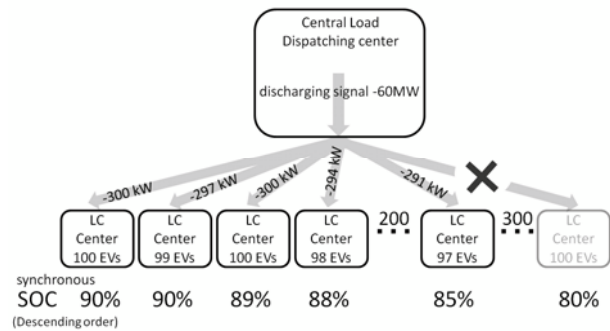 Central Load
Dispatching center
discharging signal -60MW
-300 kW
-297 kW
-300 kW
-294 kW
-291 kW
LC
Center
100 EVs
LC
Center
99 EVs
LC
Center
100 EVs
LC
Center
98 EVs
200
...
LC
Center
97 EVs
300
...
LC
Center
100 EVs
synchronous
SOC 90% 90% 89% 88% 85% 80%
(Descending order)